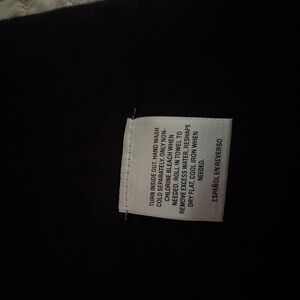 TURN INSIDE OUT. HAND WASH
COLD SEPARATELY. ONLY NON-
CHLORINE BLEACH WHEN
NEEDED. ROLL IN TOWEL TO
REMOVE EXCESS WATER. RESHAPE
DRY FLAT. COOL IRON WHEN
NEEDED.
ESPAÑOL EN REVERSO